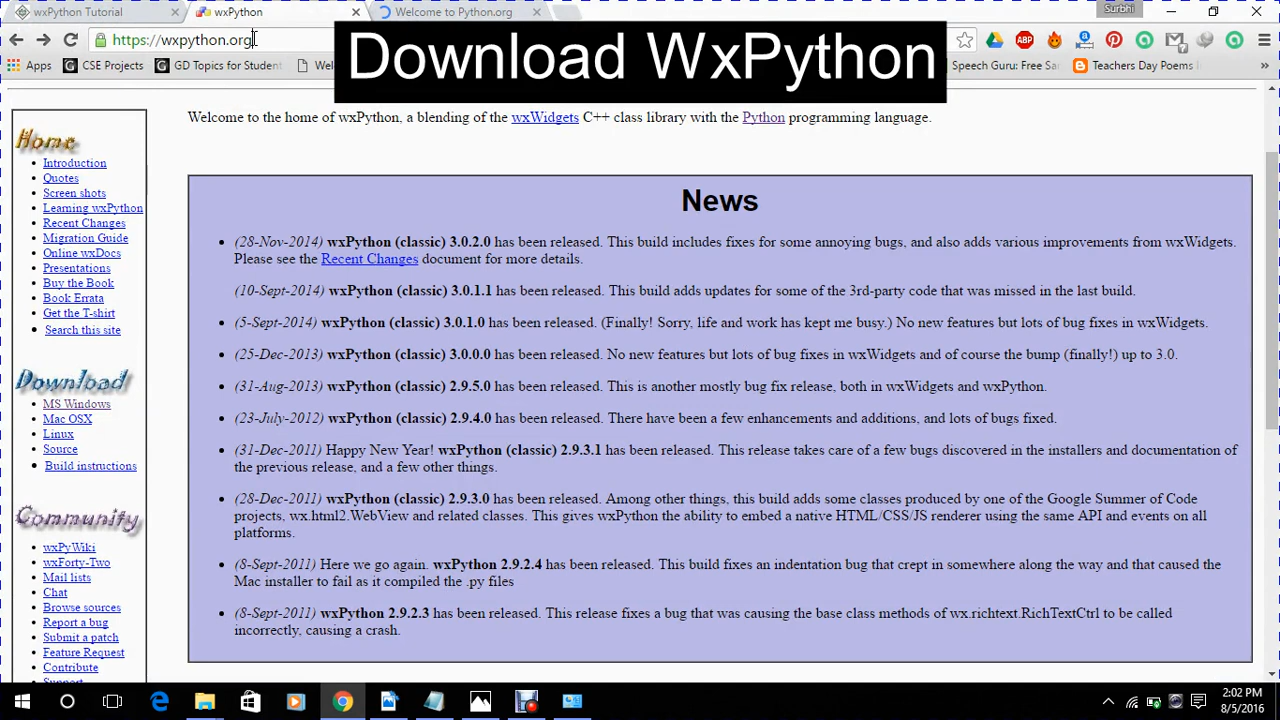 wxPython Tutorial
wxPython
Welcome to Python.org
Surbhi
https://wxpython.org
Download WxPython
Apps
CSE Projects
GD Topics for Student
Wel
Speech Guru: Free Sar
Teachers Day Poems I
Welcome to the home of wxPython, a blending of the wxWidgets C++ class library with the Python programming language.
Home
Introduction
Quotes
Screen shots
Learning wxPython
Recent Changes
Migration Guide
Online wxDocs
Presentations
Buy the Book
Book Errata
Get the T-shirt
Search this site
Download
MS Windows
Mac OSX
Linux
Source
Build instructions
Community
wxPyWiki
wxForty-Two
Mail lists
Chat
Browse sources
Report a bug
Submit a patch
Feature Request
Contribute
News
(28-Nov-2014) wxPython (classic) 3.0.2.0 has been released. This build includes fixes for some annoying bugs, and also adds various improvements from wxWidgets.
Please see the Recent Changes document for more details.
(10-Sept-2014) wxPython (classic) 3.0.1.1 has been released. This build adds updates for some of the 3rd-party code that was missed in the last build.
(5-Sept-2014) wxPython (classic) 3.0.1.0 has been released. (Finally! Sorry, life and work has kept me busy.) No new features but lots of bug fixes in wxWidgets.
(25-Dec-2013) wxPython (classic) 3.0.0.0 has been released. No new features but lots of bug fixes in wxWidgets and of course the bump (finally!) up to 3.0.
(31-Aug-2013) wxPython (classic) 2.9.5.0 has been released. This is another mostly bug fix release, both in wxWidgets and wxPython.
(23-July-2012) wxPython (classic) 2.9.4.0 has been released. There have been a few enhancements and additions, and lots of bugs fixed.
(31-Dec-2011) Happy New Year! wxPython (classic) 2.9.3.1 has been released. This release takes care of a few bugs discovered in the installers and documentation of
the previous release, and a few other things.
(28-Dec-2011) wxPython (classic) 2.9.3.0 has been released. Among other things, this build adds some classes produced by one of the Google Summer of Code
projects, wx.html2.WebView and related classes. This gives wxPython the ability to embed a native HTML/CSS/JS renderer using the same API and events on all
platforms.
(8-Sept-2011) Here we go again. wxPython 2.9.2.4 has been released. This build fixes an indentation bug that crept in somewhere along the way and that caused the
Mac installer to fail as it compiled the .py files
(8-Sept-2011) wxPython 2.9.2.3 has been released. This release fixes a bug that was causing the base class methods of wx.richtext.RichTextCtrl to be called
incorrectly, causing a crash.
2:02 PM
8/5/2016